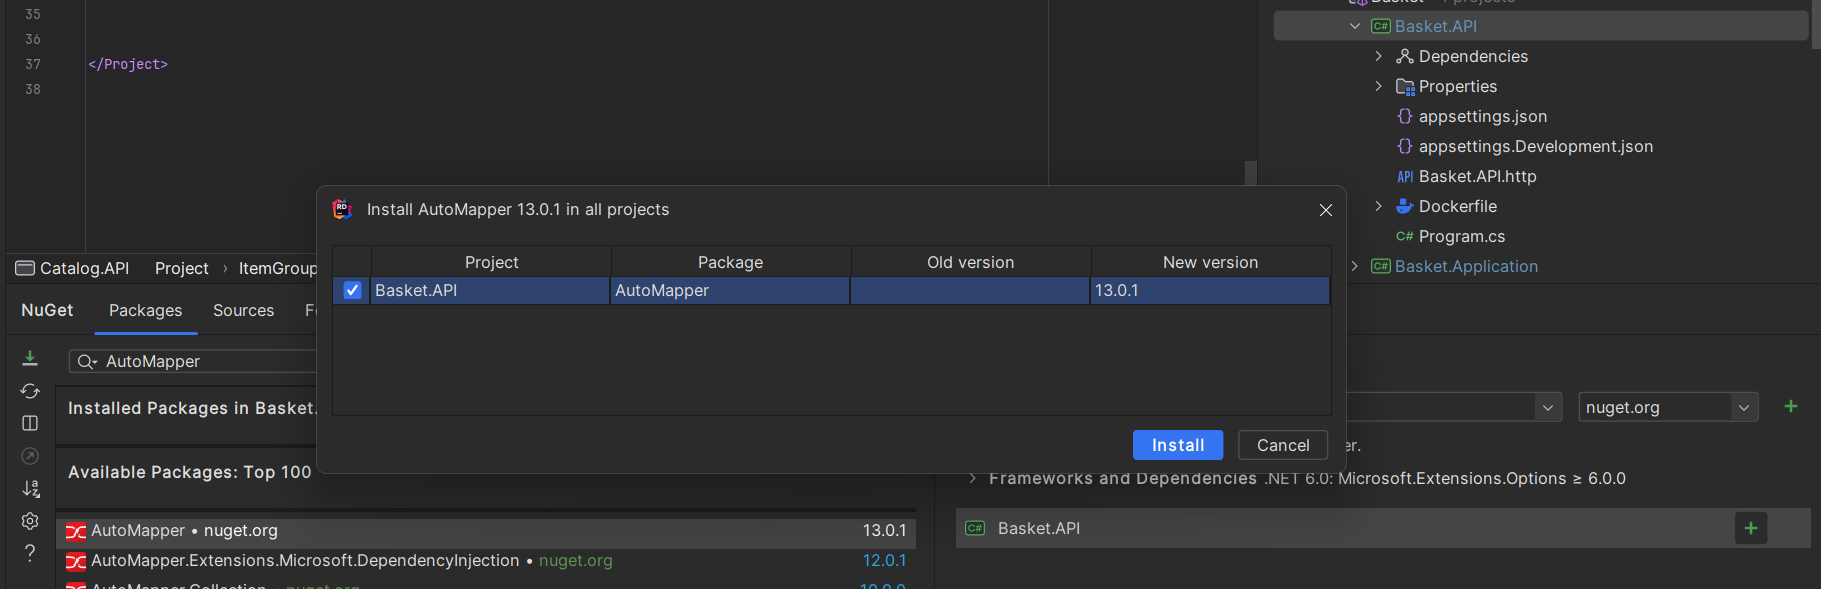 35
36
37 </Project>
38
Basket.API
Dependencies
Properties
{} appsettings.json
{} appsettings.Development.json
API Basket.API.http
Dockerfile
C# Program.cs
C# Basket.Application
Catalog.API Project › ItemGroup
NuGet Packages Sources
AutoMapper
Installed Packages in Basket.
Available Packages: Top 100
AutoMapper • nuget.org 13.0.1
AutoMapper.Extensions.Microsoft.DependencyInjection • nuget.org 12.0.1
RD Install AutoMapper 13.0.1 in all projects
Project Package Old version New version
Basket.API AutoMapper 13.0.1
Install Cancel
nuget.org
er.
Frameworks and Dependencies .NET 6.0: Microsoft.Extensions.Options ≥ 6.0.0
C# Basket.API